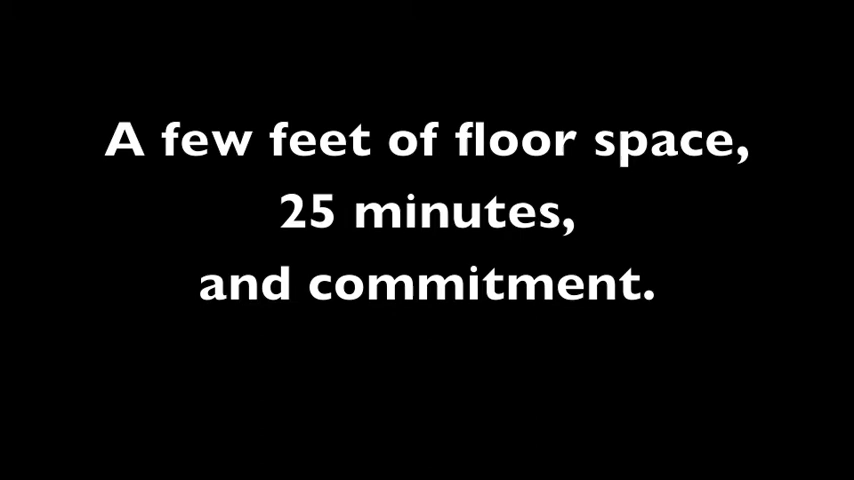 A few feet of floor space,
25 minutes,
and commitment.